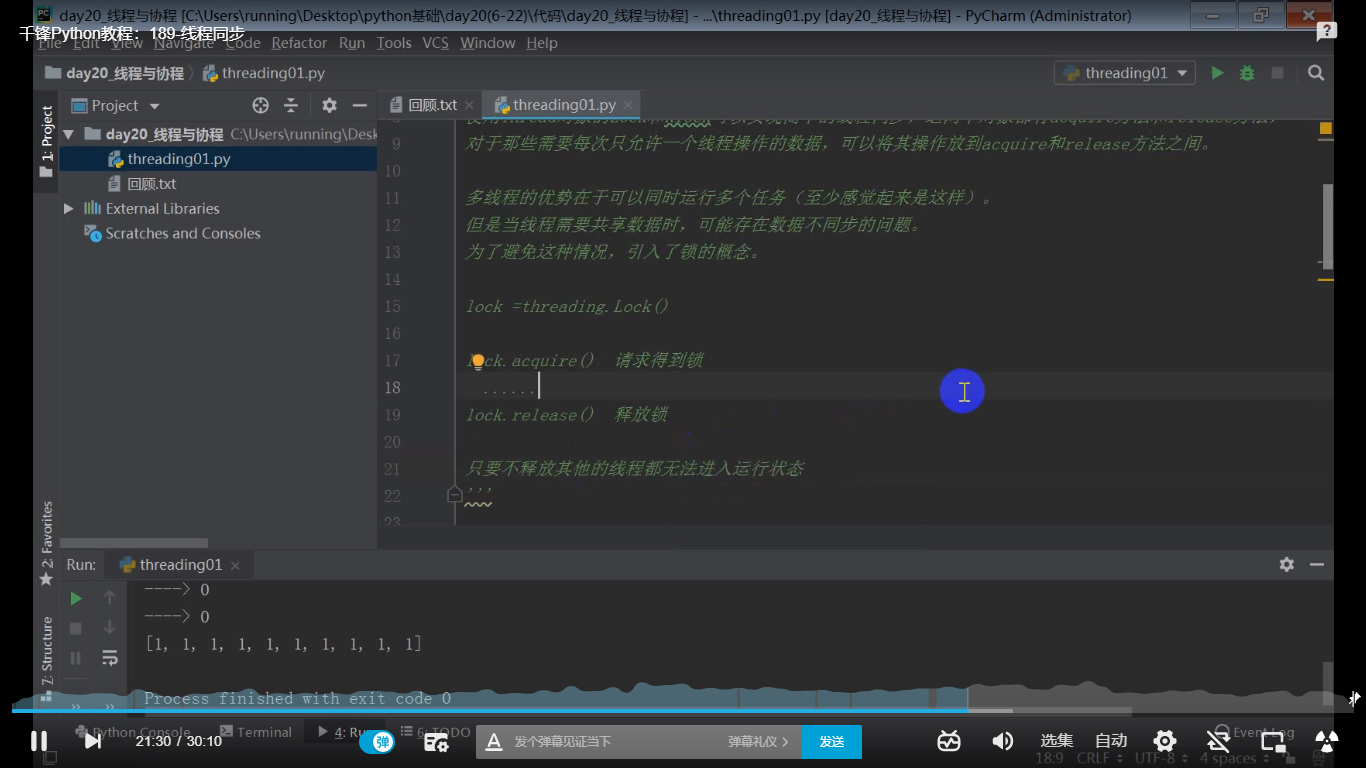 day20_线程与协程 [C:\Users\running\Desktop\python基础\day20(6-22)\代码\day20_线程与协程] - ...\threading01.py [day20_线程与协程] - PyCharm (Administrator)
千锋Python教程：189-线程同步
File Edit View Navigate Code Refactor Run Tools VCS Window Help
day20_线程与协程 threading01.py threading01
Project 回顾.txt threading01.py
1: Project
day20_线程与协程 C:\Users\running\Desk
threading01.py
回顾.txt
External Libraries
Scratches and Consoles
9 对于那些需要每次只允许一个线程操作的数据，可以将其操作放到acquire和release方法之间。
10
11 多线程的优势在于可以同时运行多个任务（至少感觉起来是这样）。
12 但是当线程需要共享数据时，可能存在数据不同步的问题。
13 为了避免这种情况，引入了锁的概念。
14
15 lock =threading.Lock()
16
17 lock.acquire() 请求得到锁
18 ......
19 lock.release() 释放锁
20
21 只要不释放其他的线程都无法进入运行状态
22 '''
23
2: Favorites
7: Structure
Run: threading01
----> 0
----> 0
[1, 1, 1, 1, 1, 1, 1, 1, 1, 1]
Process finished with exit code 0
Python Console Terminal 4: Ru 6: TODO Event Log
21:30 / 30:10 弹 发个弹幕见证当下 弹幕礼仪 > 发送 选集 自动
18:9 CRLF UTF-8 4 spaces